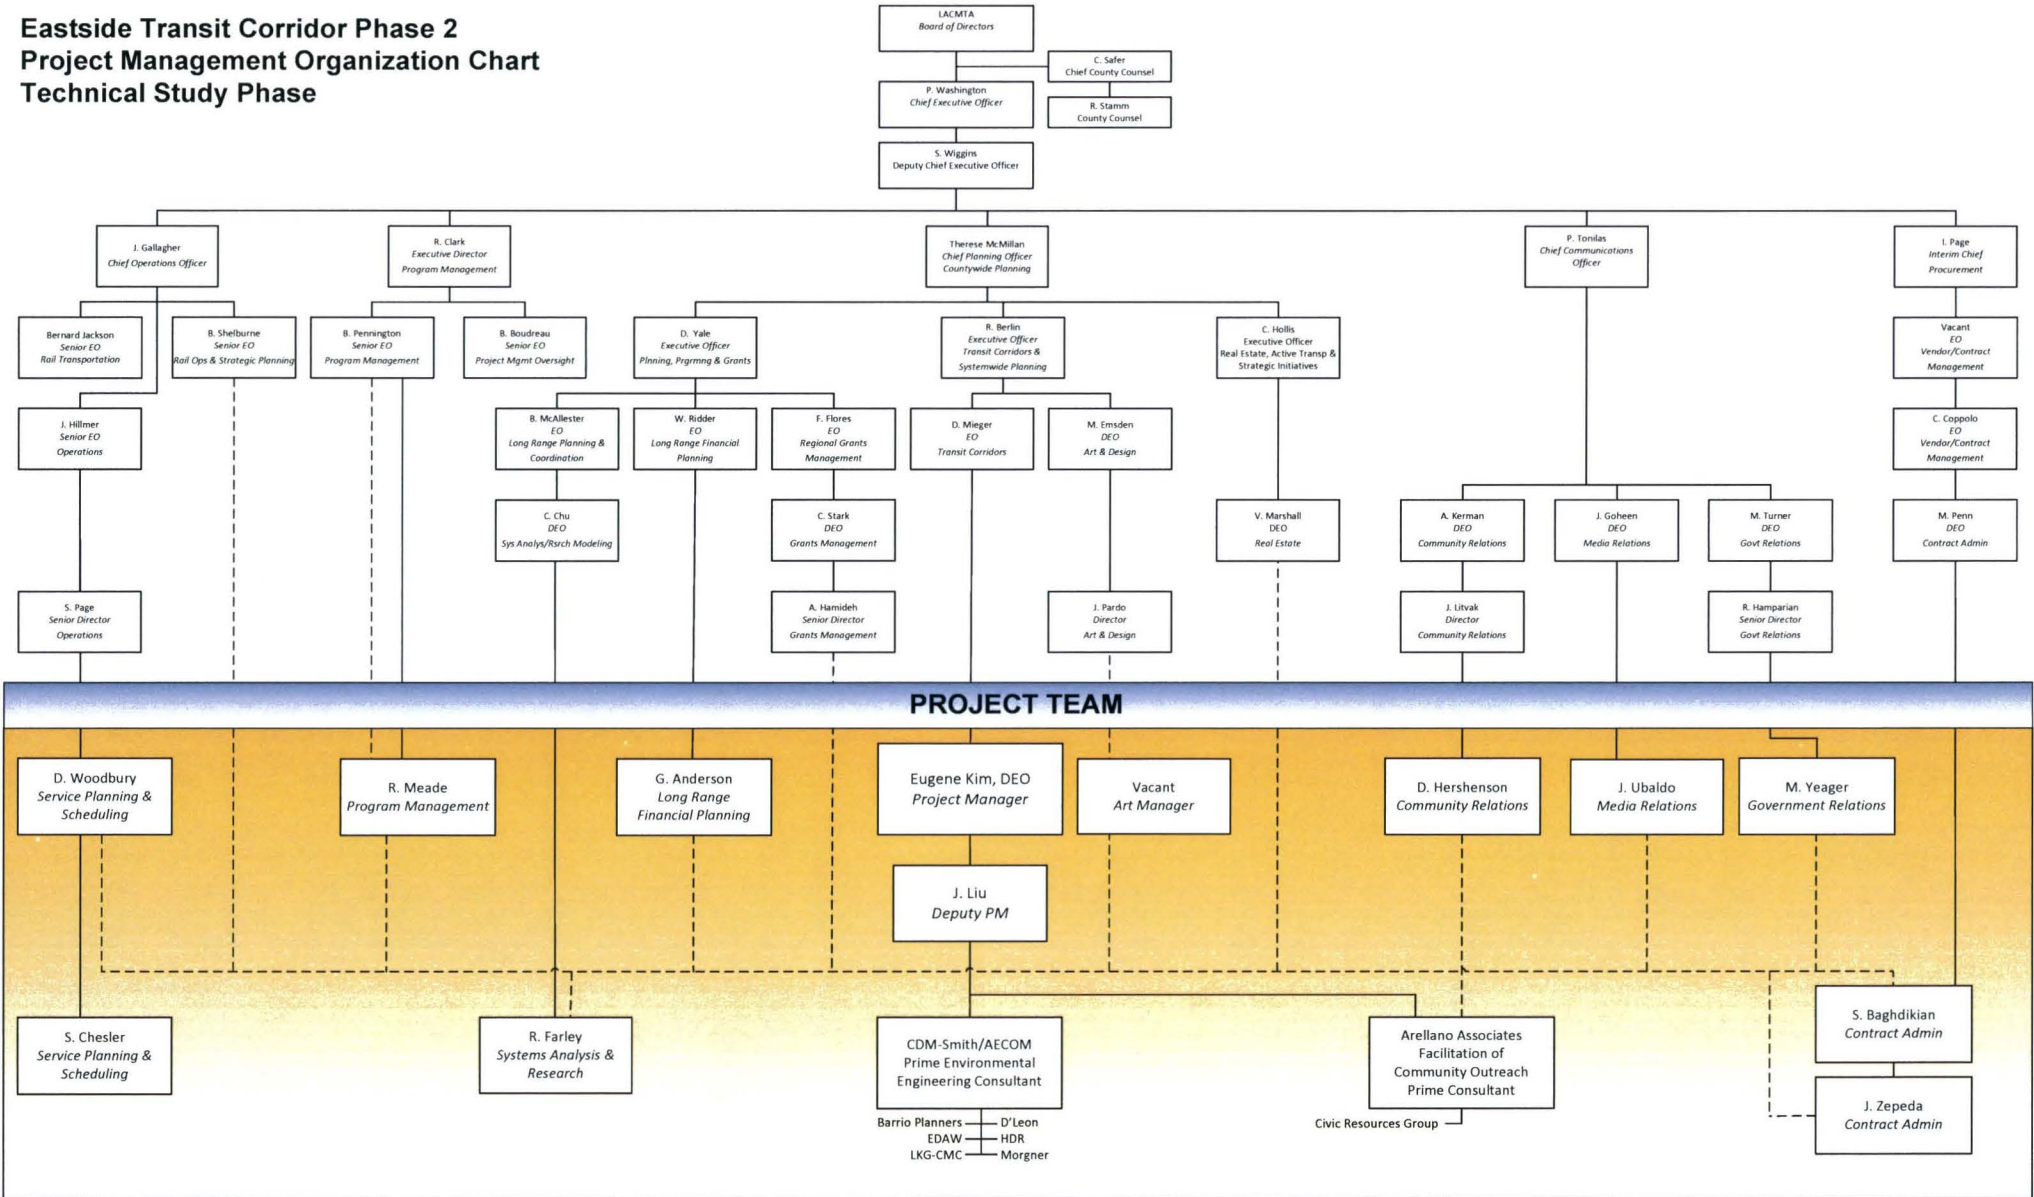 Eastside Transit Corridor Phase 2
Project Management Organization Chart
Technical Study Phase
LACMTA
Board of Directors
C. Safer
Chief County Counsel
P. Washington
Chief Executive Officer
R. Stamm
County Counsel
S. Wiggins
Deputy Chief Executive Officer
J. Gallagher
Chief Operations Officer
R. Clark
Executive Director
Program Management
Therese McMillan
Chief Planning Officer
Countywide Planning
P. Tonilas
Chief Communications
Officer
I. Page
Interim Chief
Procurement
Bernard Jackson
Senior EO
Rail Transportation
B. Shelburne
Senior EO
Rail Ops & Strategic Planning
B. Pennington
Senior EO
Program Management
B. Boudreau
Senior EO
Project Mgmt Oversight
D. Yale
Executive Officer
Plnning, Prgrmng & Grants
R. Berlin
Executive Officer
Transit Corridors &
Systemwide Planning
C. Hollis
Executive Officer
Real Estate, Active Transp &
Strategic Initiatives
Vacant
EO
Vendor/Contract
Management
J. Hillmer
Senior EO
Operations
B. McAllester
EO
Long Range Planning &
Coordination
W. Ridder
EO
Long Range Financial
Planning
F. Flores
EO
Regional Grants
Management
D. Mieger
EO
Transit Corridors
M. Emsden
DEO
Art & Design
C. Coppolo
EO
Vendor/Contract
Management
C. Chu
DEO
Sys Analys/Rsrch Modeling
C. Stark
DEO
Grants Management
V. Marshall
DEO
Real Estate
A. Kerman
DEO
Community Relations
J. Goheen
DEO
Media Relations
M. Turner
DEO
Govt Relations
M. Penn
DEO
Contract Admin
S. Page
Senior Director
Operations
A. Hamideh
Senior Director
Grants Management
J. Pardo
Director
Art & Design
J. Litvak
Director
Community Relations
R. Hamparian
Senior Director
Govt Relations
PROJECT TEAM
D. Woodbury
Service Planning &
Scheduling
R. Meade
Program Management
G. Anderson
Long Range
Financial Planning
Eugene Kim, DEO
Project Manager
Vacant
Art Manager
D. Hershenson
Community Relations
J. Ubaldo
Media Relations
M. Yeager
Government Relations
J. Liu
Deputy PM
S. Chesler
Service Planning &
Scheduling
R. Farley
Systems Analysis &
Research
CDM-Smith/AECOM
Prime Environmental
Engineering Consultant
Arellano Associates
Facilitation of
Community Outreach
Prime Consultant
S. Baghdikian
Contract Admin
J. Zepeda
Contract Admin
Barrio Planners D'Leon
EDAW HDR
LKG-CMC Morgner
Civic Resources Group